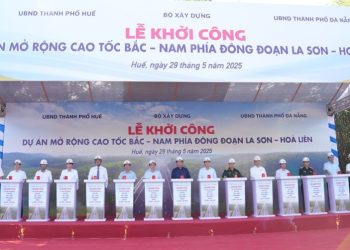 UBND THÀNH PHỐ HUẾ BỘ XÂY DỰNG UBND THÀNH PHỐ ĐÀ NẴNG
LỄ KHỞI CÔNG
ÁN MỞ RỘNG CAO TỐC BẮC – NAM PHÍA ĐÔNG ĐOẠN LA SƠN – HO
Huế, ngày 29 tháng 5 năm 2025
UBND THÀNH PHỐ HUẾ BỘ XÂY DỰNG UBND THÀNH PHỐ ĐÀ NẴNG
LỄ KHỞI CÔNG
DỰ ÁN MỞ RỘNG CAO TỐC BẮC – NAM PHÍA ĐÔNG ĐOẠN LA SƠN – HOÀ LIÊN
Huế, ngày 29 tháng 5 năm 2025